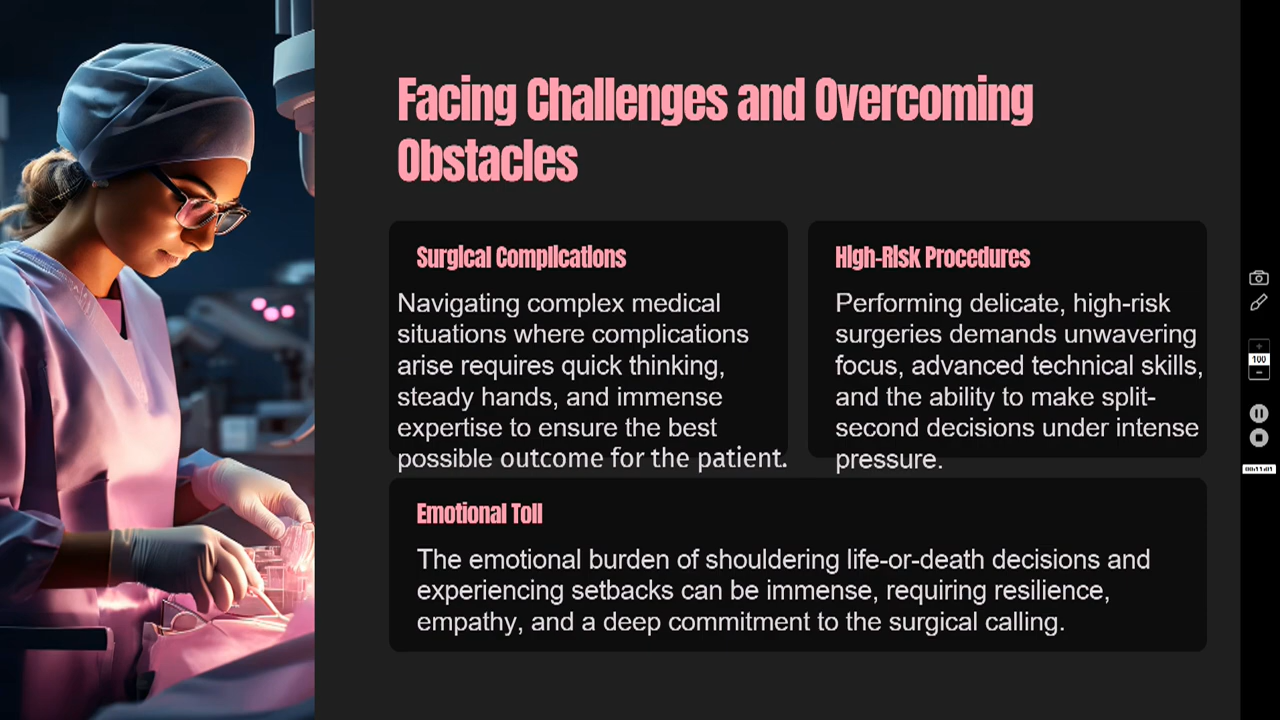 Facing Challenges and Overcoming
Obstacles
Surgical Complications
Navigating complex medical
situations where complications
arise requires quick thinking,
steady hands, and immense
expertise to ensure the best
possible outcome for the patient.
High-Risk Procedures
Performing delicate, high-risk
surgeries demands unwavering
focus, advanced technical skills,
and the ability to make split-
second decisions under intense
pressure.
Emotional Toll
The emotional burden of shouldering life-or-death decisions and
experiencing setbacks can be immense, requiring resilience,
empathy, and a deep commitment to the surgical calling.
100